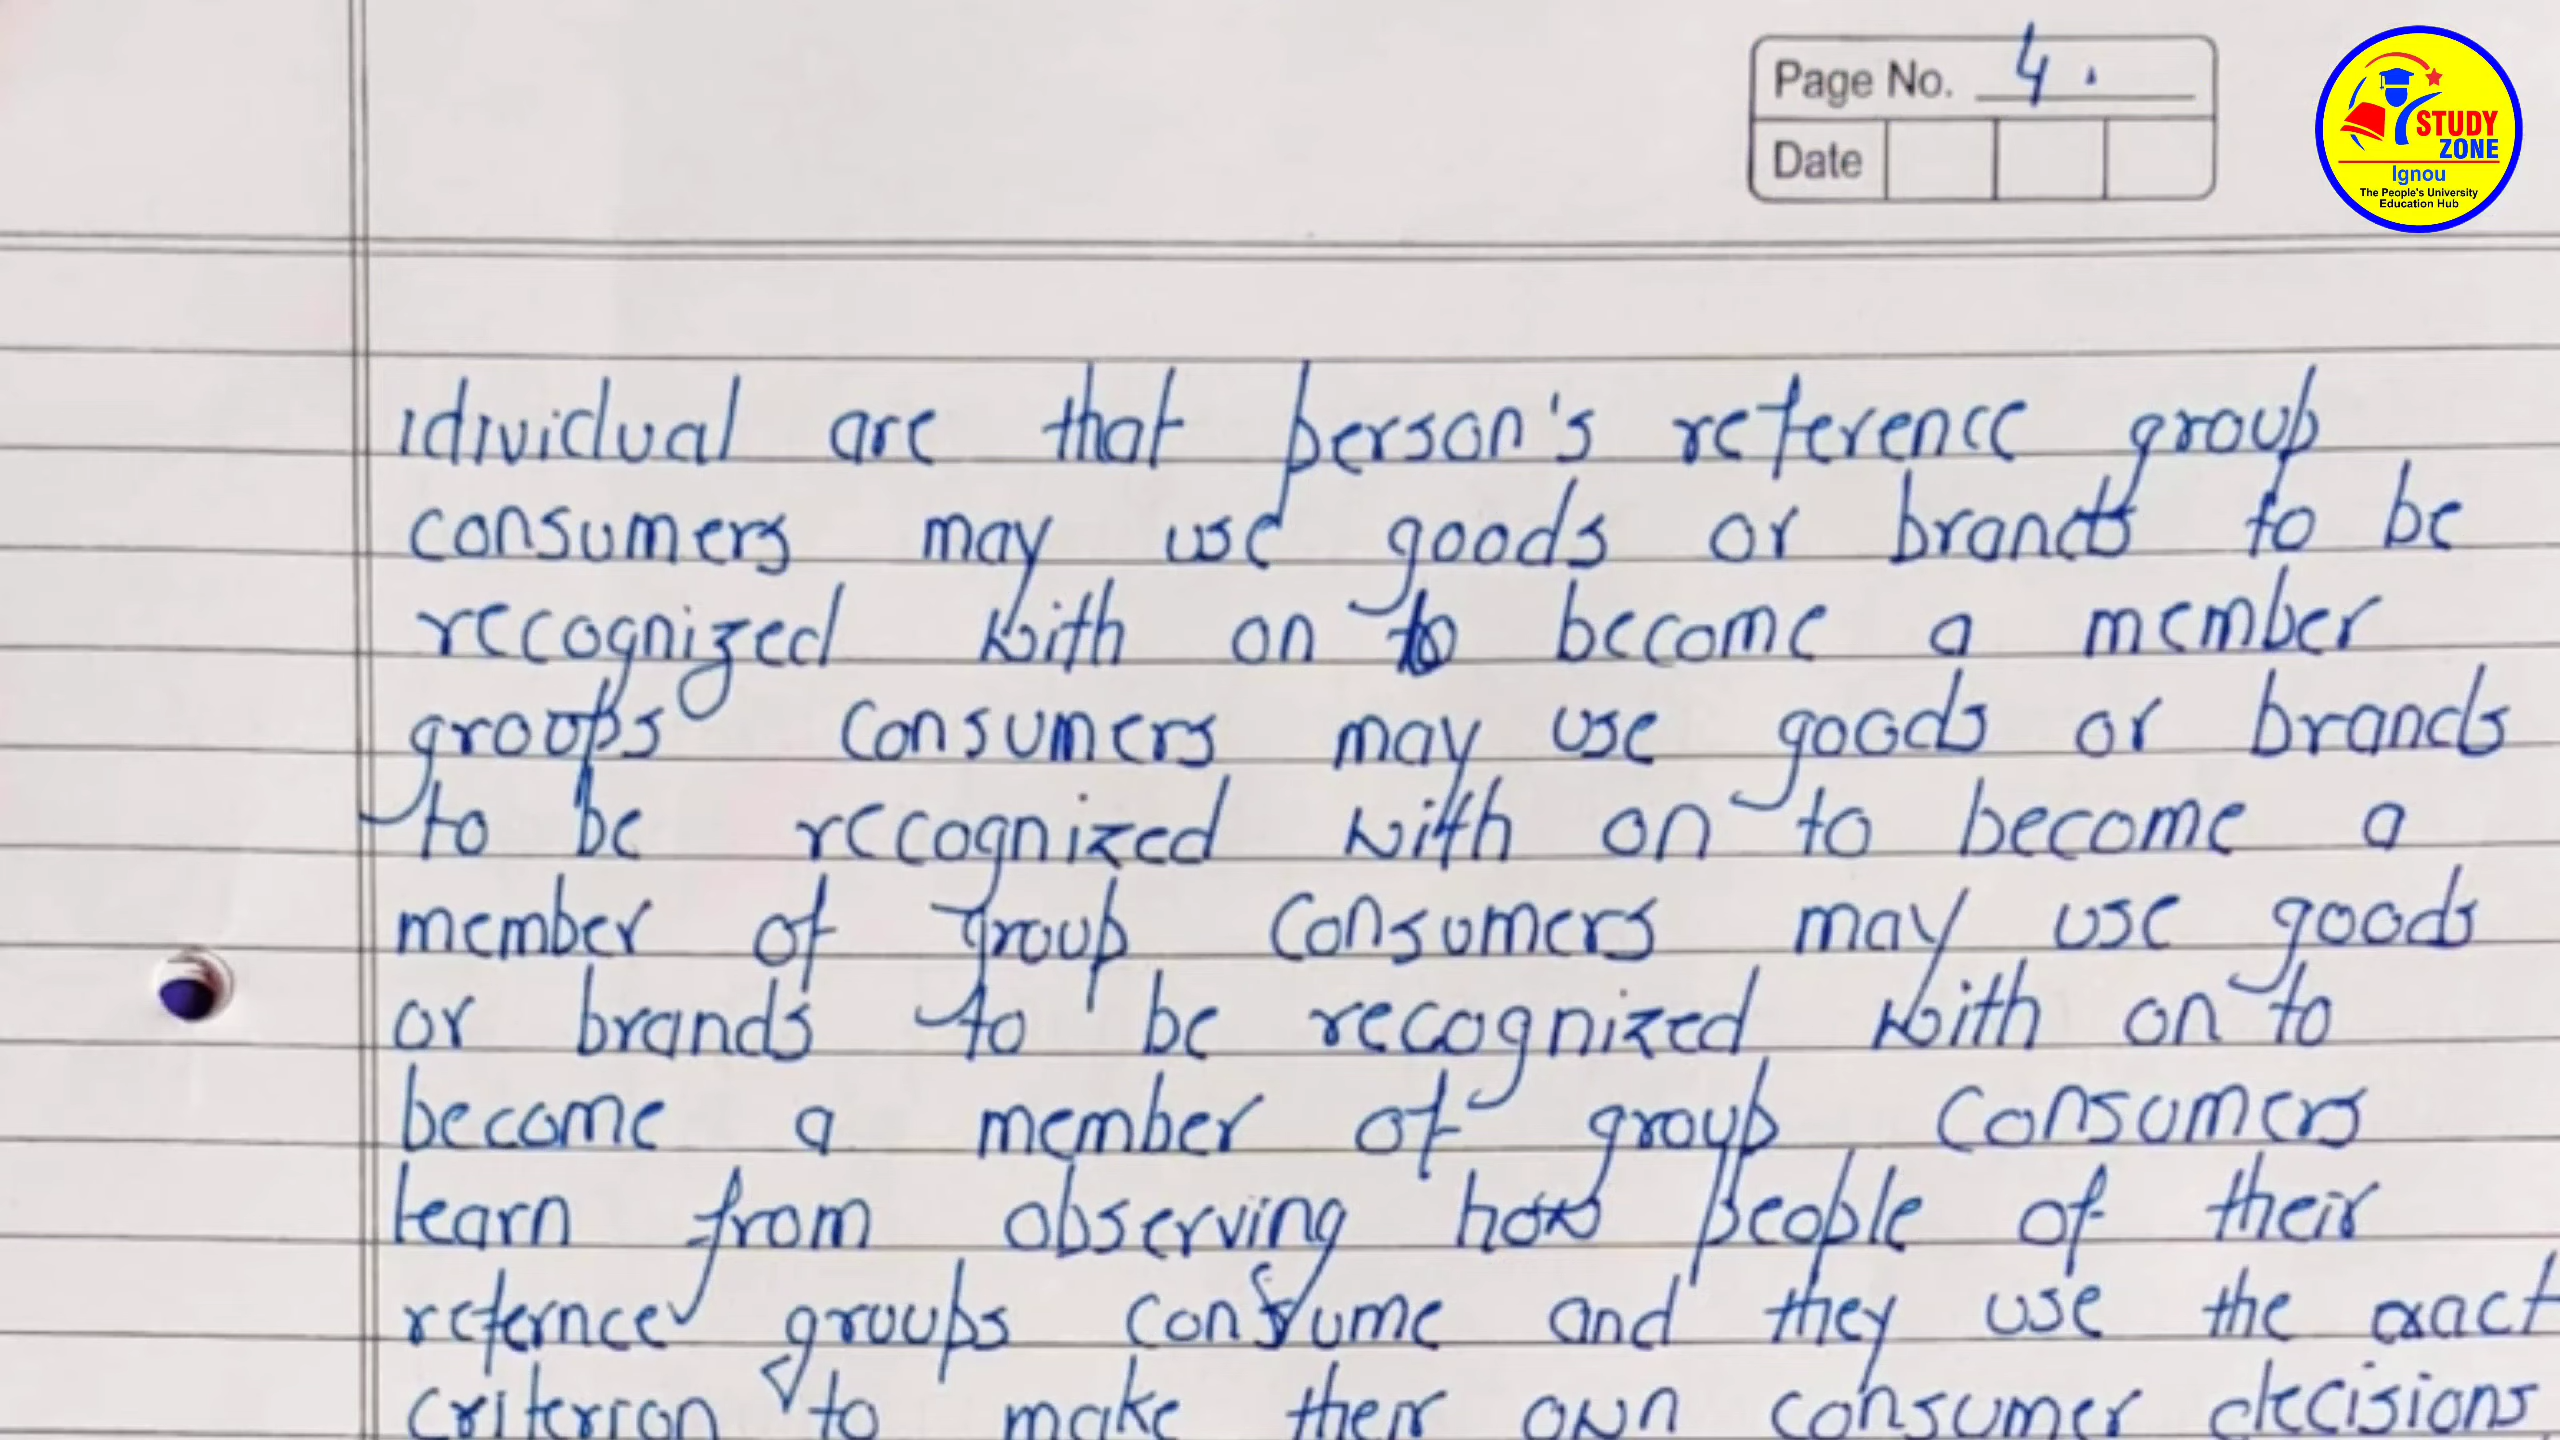 Page No. 4.
Date
STUDY
ZONE
Ignou
The People's University
Education Hub
idividual are that person's reference group
consumers may use goods or brands to be
recognized with on to become a member
groups consumers may use goods or brands
to be recognized with on to become a
member of group consumers may use goods
or brands to be recognized with on to
become a member of group consumers
learn from observing how people of their
refernce groups consume and they use the exact
criterion to make their own consumer decisions